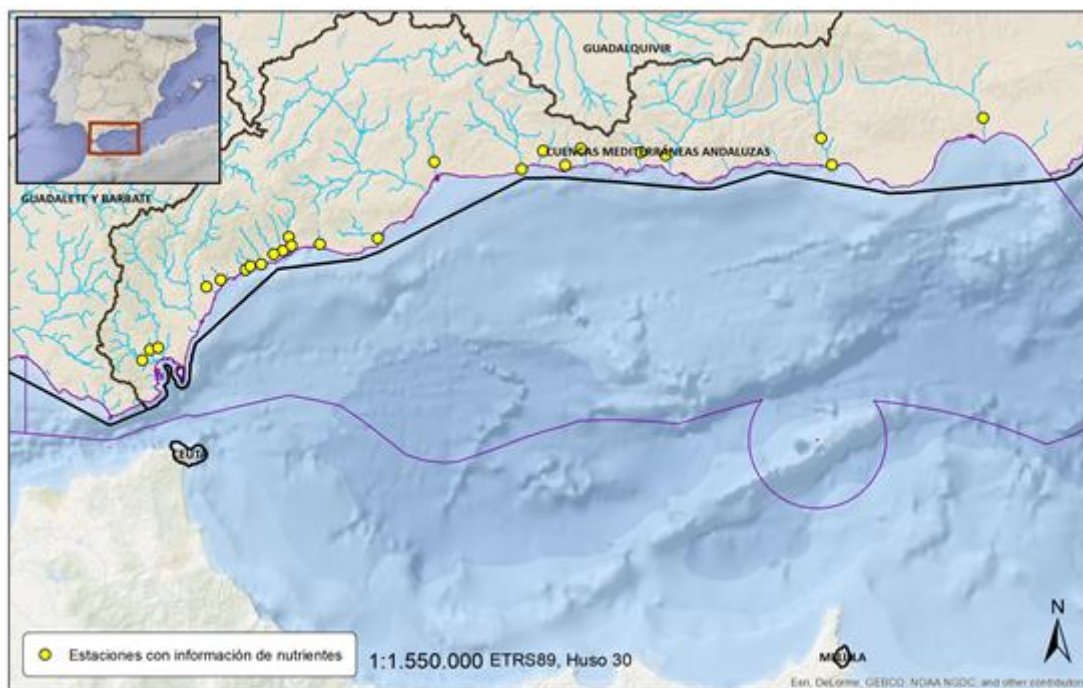 GUADALQUIVIR
CUENCAS MEDITERRÁNEAS ANDALUZAS
GUADALETE Y BARBATE
CEUTA
N
MELILLA
Estaciones con información de nutrientes
1:1.550.000 ETRS89, Huso 30
Esri, DeLorme, GEBCO, NOAA NGDC, and other contributors